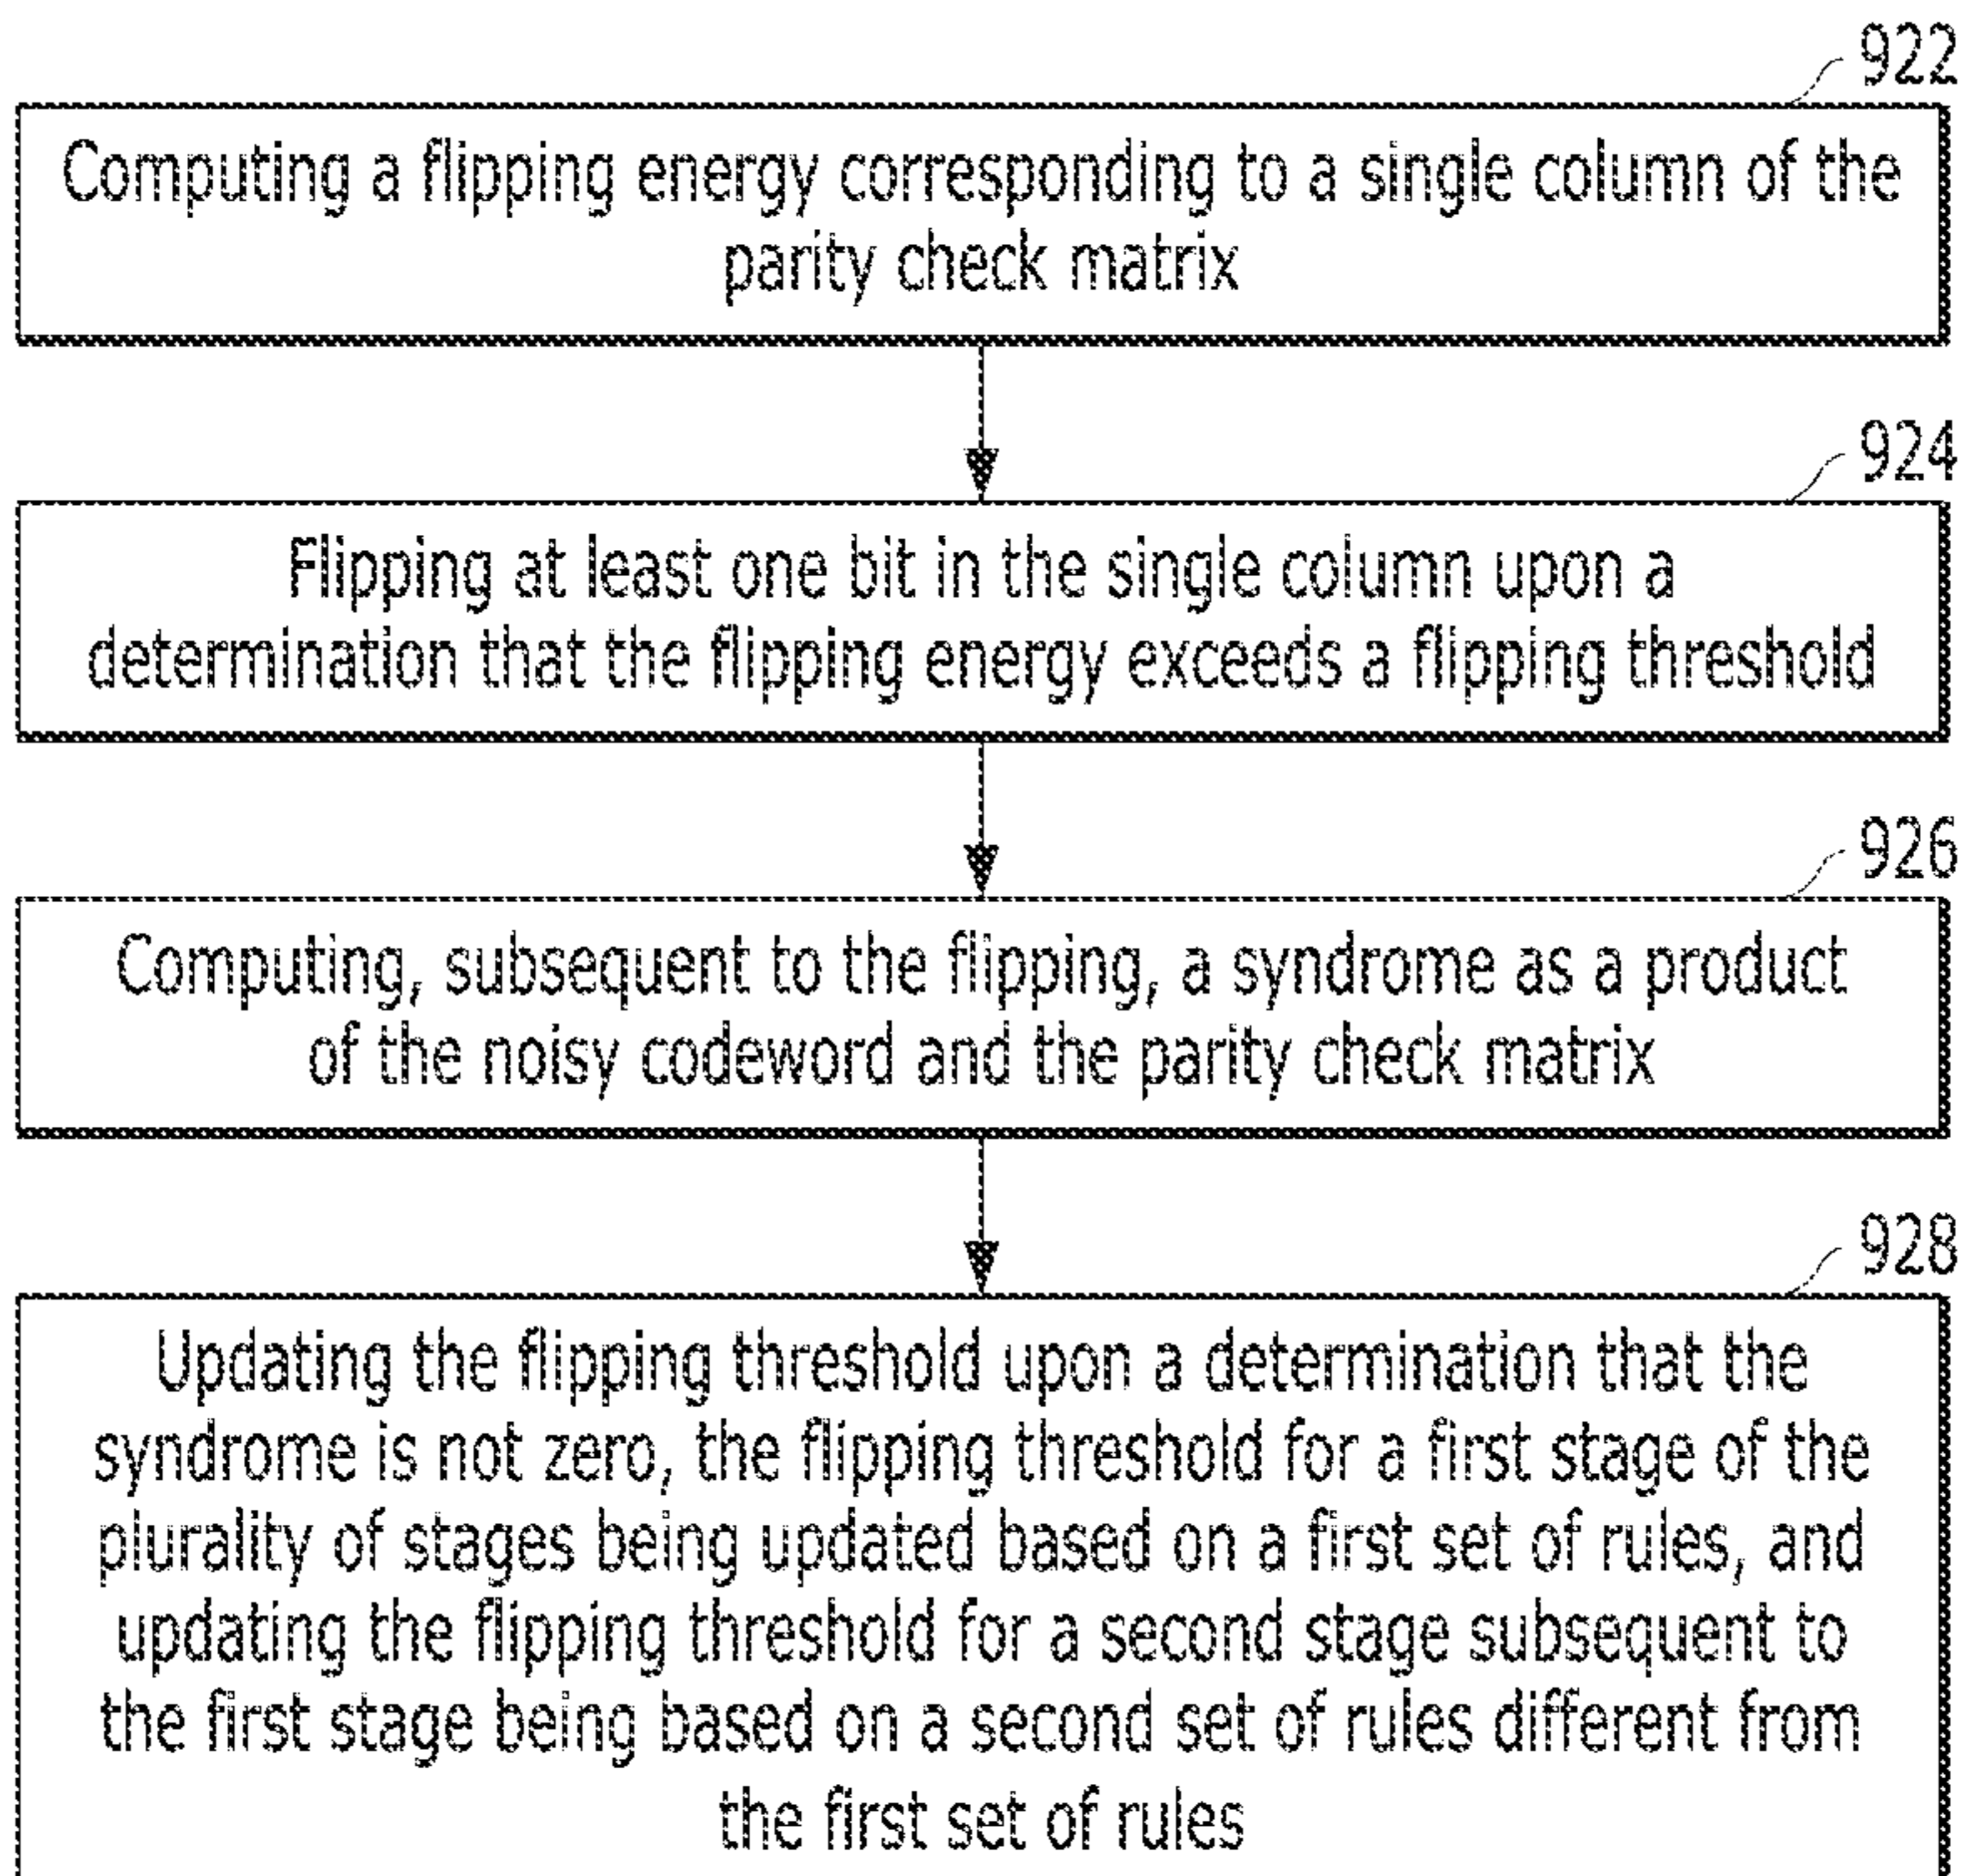 922
Computing a flipping energy corresponding to a single column of the
parity check matrix
924
Flipping at least one bit in the single column upon a
determination that the flipping energy exceeds a flipping threshold
926
Computing, subsequent to the flipping, a syndrome as a product
of the noisy codeword and the parity check matrix
928
Updating the flipping threshold upon a determination that the
syndrome is not zero, the flipping threshold for a first stage of the
plurality of stages being updated based on a first set of rules, and
updating the flipping threshold for a second stage subsequent to
the first stage being based on a second set of rules different from
the first set of rules